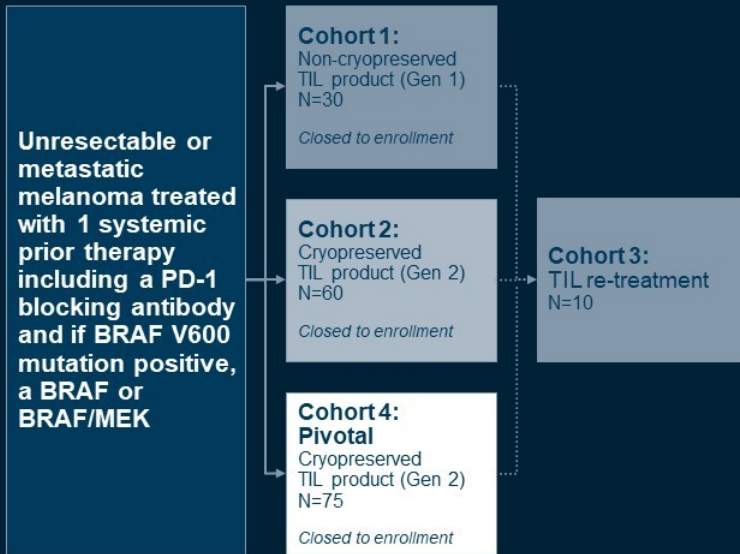 Unresectable or
metastatic
melanoma treated
with 1 systemic
prior therapy
including a PD-1
blocking antibody
and if BRAF V600
mutation positive,
a BRAF or
BRAF/MEK
Cohort 1:
Non-cryopreserved
TIL product (Gen 1)
N=30
Closed to enrollment
Cohort 2:
Cryopreserved
TIL product (Gen 2)
N=60
Closed to enrollment
Cohort 4:
Pivotal
Cryopreserved
TIL product (Gen 2)
N=75
Closed to enrollment
Cohort 3:
TIL re-treatment
N=10